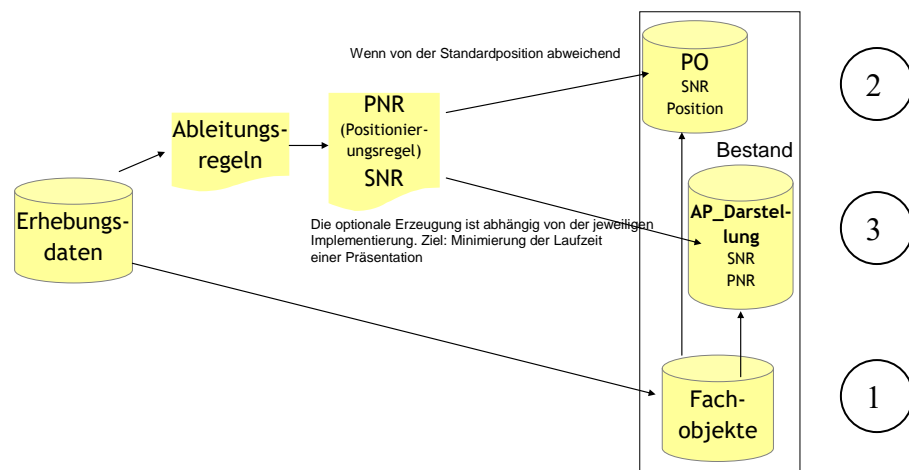 Wenn von der Standardposition abweichend
PO
SNR
Position
2
Ableitungs-
regeln
PNR
(Positionier-
ungsregel)
SNR
Bestand
Erhebungs-
daten
Die optionale Erzeugung ist abhängig von der jeweiligen
Implementierung. Ziel: Minimierung der Laufzeit
einer Präsentation
AP_Darstel-
lung
SNR
PNR
3
Fach-
objekte
1